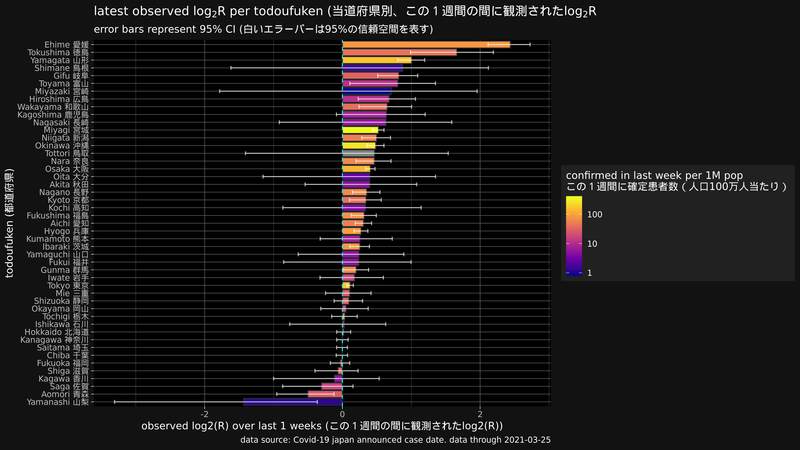 latest observed log₂R per todoufuken (当道府県別、この１週間の間に観測されたlog₂R
error bars represent 95% CI (白いエラーバーは95%の信頼空間を表す)
todoufuken (都道府県)
Ehime 愛媛
Tokushima 徳島
Yamagata 山形
Shimane 島根
Gifu 岐阜
Toyama 富山
Miyazaki 宮崎
Hiroshima 広島
Wakayama 和歌山
Kagoshima 鹿児島
Nagasaki 長崎
Miyagi 宮城
Niigata 新潟
Okinawa 沖縄
Tottori 鳥取
Nara 奈良
Osaka 大阪
Oita 大分
Akita 秋田
Nagano 長野
Kyoto 京都
Kochi 高知
Fukushima 福島
Aichi 愛知
Hyogo 兵庫
Kumamoto 熊本
Ibaraki 茨城
Yamaguchi 山口
Fukui 福井
Gunma 群馬
Iwate 岩手
Tokyo 東京
Mie 三重
Shizuoka 静岡
Okayama 岡山
Tochigi 栃木
Ishikawa 石川
Hokkaido 北海道
Kanagawa 神奈川
Saitama 埼玉
Chiba 千葉
Fukuoka 福岡
Shiga 滋賀
Kagawa 香川
Saga 佐賀
Aomori 青森
Yamanashi 山梨
-2 0 2
observed log2(R) over last 1 weeks (この１週間の間に観測されたlog2(R))
data source: Covid-19 japan announced case date. data through 2021-03-25
confirmed in last week per 1M pop
この１週間に確定患者数 ( 人口100万人当たり )
100
10
1